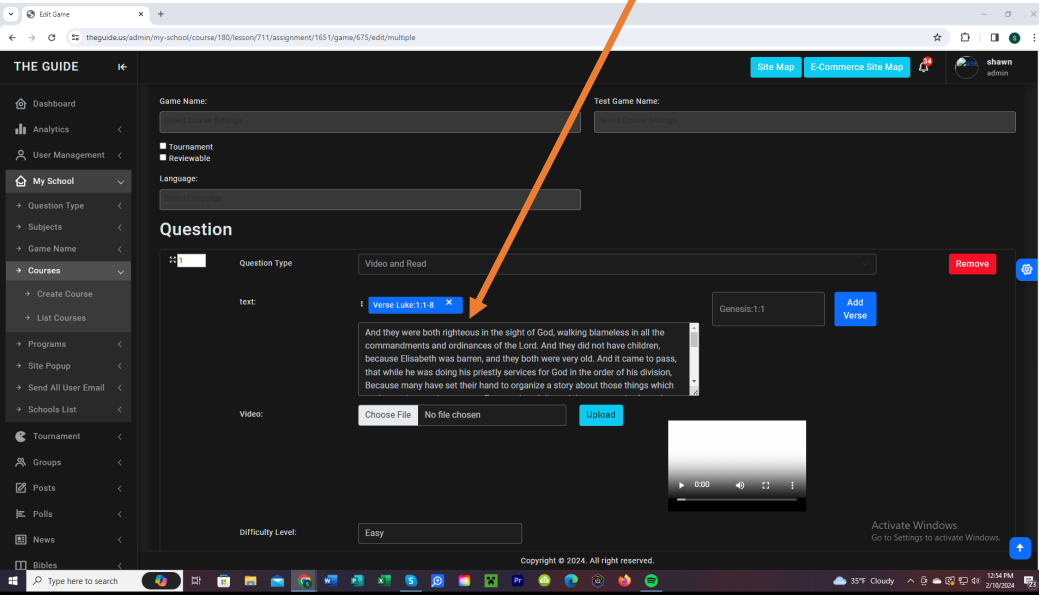 Edit Game
theguide.us/admin/my-school/course/180/lesson/711/assignment/1651/game/675/edit/multiple
THE GUIDE
Site Map
E-Commerce Site Map
34
shawn
admin
Dashboard
Analytics
User Management
My School
Question Type
Subjects
Game Name
Courses
Create Course
List Courses
Programs
Site Popup
Send All User Email
Schools List
Tournament
Groups
Posts
Polls
News
Bibles
Game Name:
Test Game Name:
Select Course Settings
Select Course Settings
Tournament
Reviewable
Language:
Select Language
Question
1
Question Type
Video and Read
Remove
text:
Verse Luke:1:1-8
Genesis:1:1
Add
Verse
And they were both righteous in the sight of God, walking blameless in all the
commandments and ordinances of the Lord. And they did not have children,
because Elisabeth was barren, and they both were very old. And it came to pass,
that while he was doing his priestly services for God in the order of his division,
Because many have set their hand to organize a story about those things which
Video:
Choose File No file chosen
Upload
0:00
Difficulty Level:
Easy
Activate Windows
Go to Settings to activate Windows.
Copyright © 2024. All right reserved.
Type here to search
35°F Cloudy
12:54 PM
2/10/2024
23